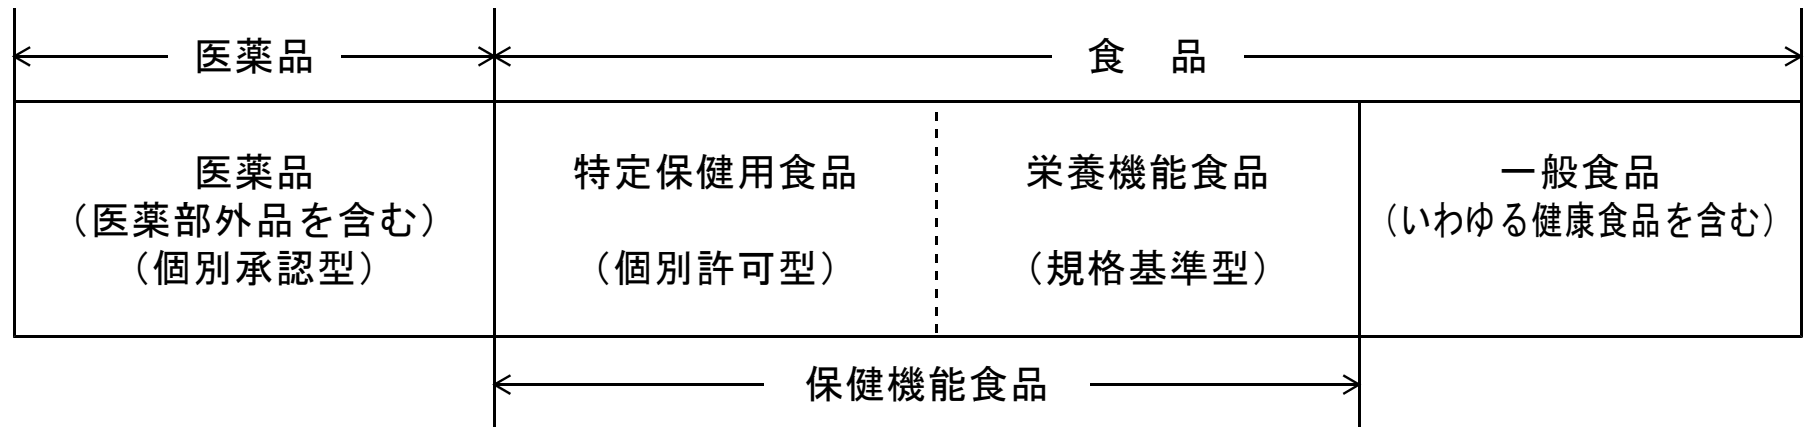 医薬品
食　品
医薬品
（医薬部外品を含む）
（個別承認型）
特定保健用食品
（個別許可型）
栄養機能食品
（規格基準型）
一般食品
（いわゆる健康食品を含む）
保健機能食品